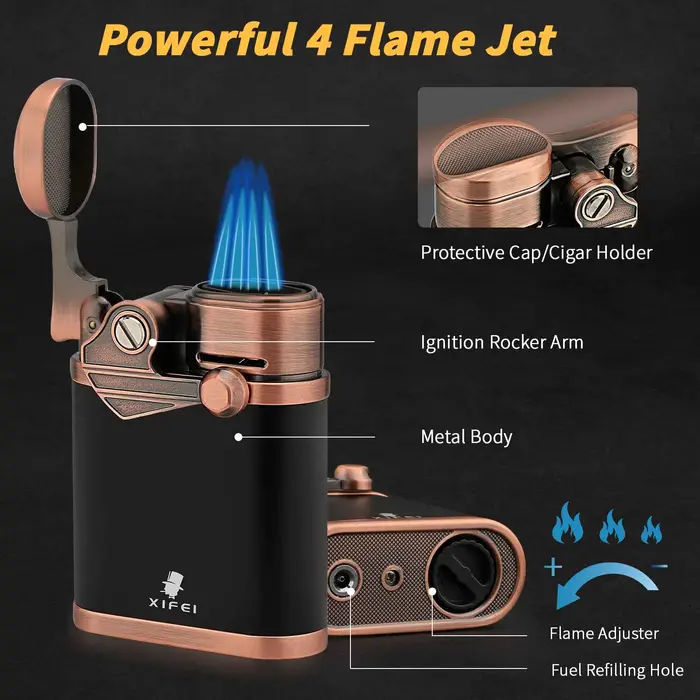 Powerful 4 Flame Jet
Protective Cap/Cigar Holder
Ignition Rocker Arm
Metal Body
XIFEI
XIFEI
+
−
Flame Adjuster
Fuel Refilling Hole